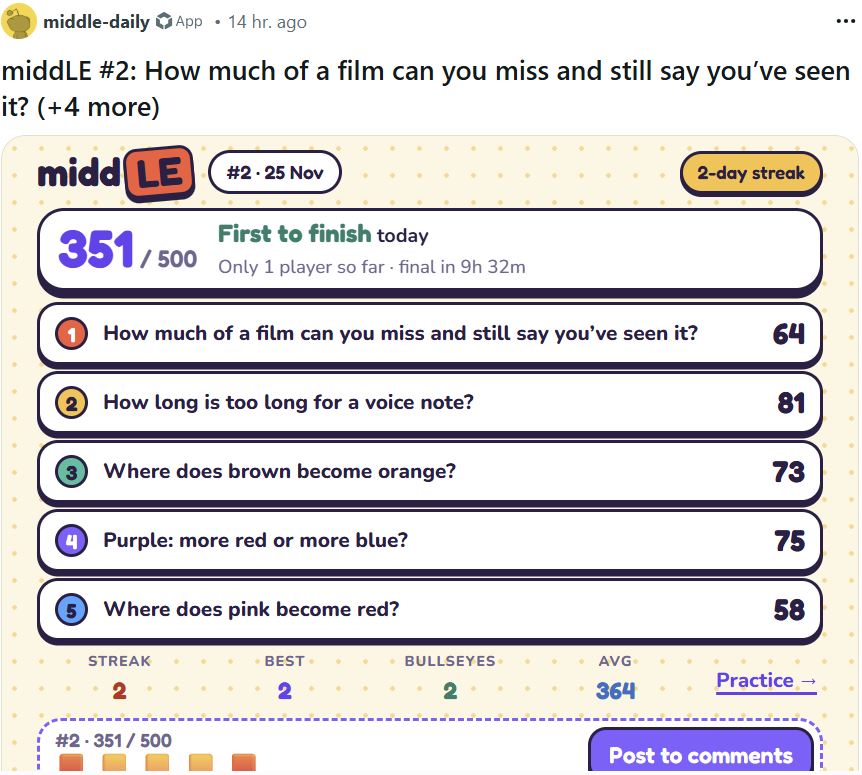 middle-daily App • 14 hr. ago
middLE #2: How much of a film can you miss and still say you’ve seen
it? (+4 more)
middLE #2 · 25 Nov 2-day streak
351 / 500
First to finish today
Only 1 player so far · final in 9h 32m
1 How much of a film can you miss and still say you’ve seen it? 64
2 How long is too long for a voice note? 81
3 Where does brown become orange? 73
4 Purple: more red or more blue? 75
5 Where does pink become red? 58
STREAK BEST BULLSEYES AVG
2 2 2 364
Practice →
#2 · 351 / 500
Post to comments